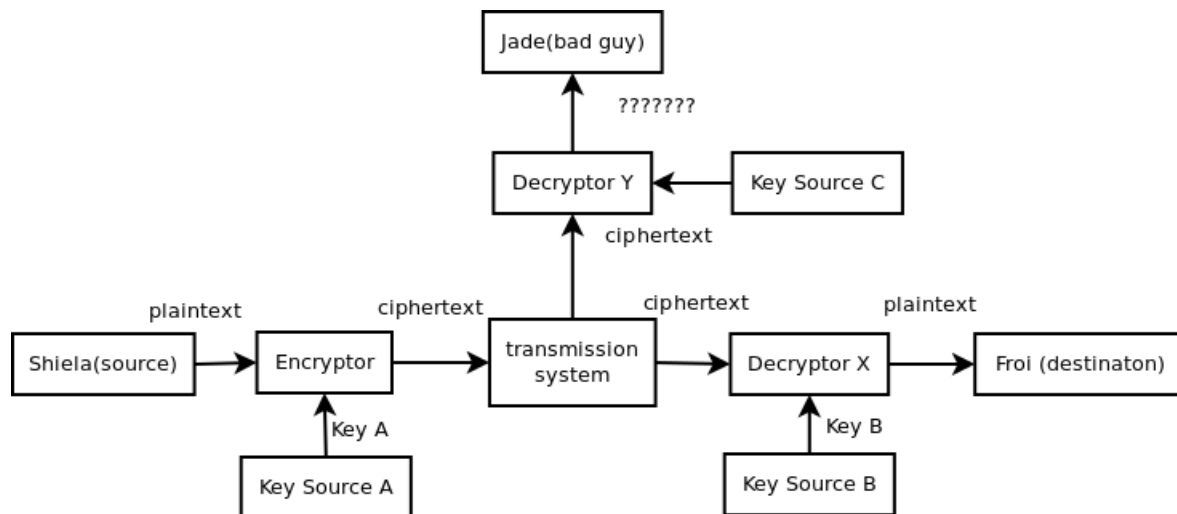 Jade(bad guy)
???????
Decryptor Y
Key Source C
ciphertext
plaintext
ciphertext
ciphertext
plaintext
Shiela(source)
Encryptor
transmission
system
Decryptor X
Froi (destinaton)
Key A
Key B
Key Source A
Key Source B